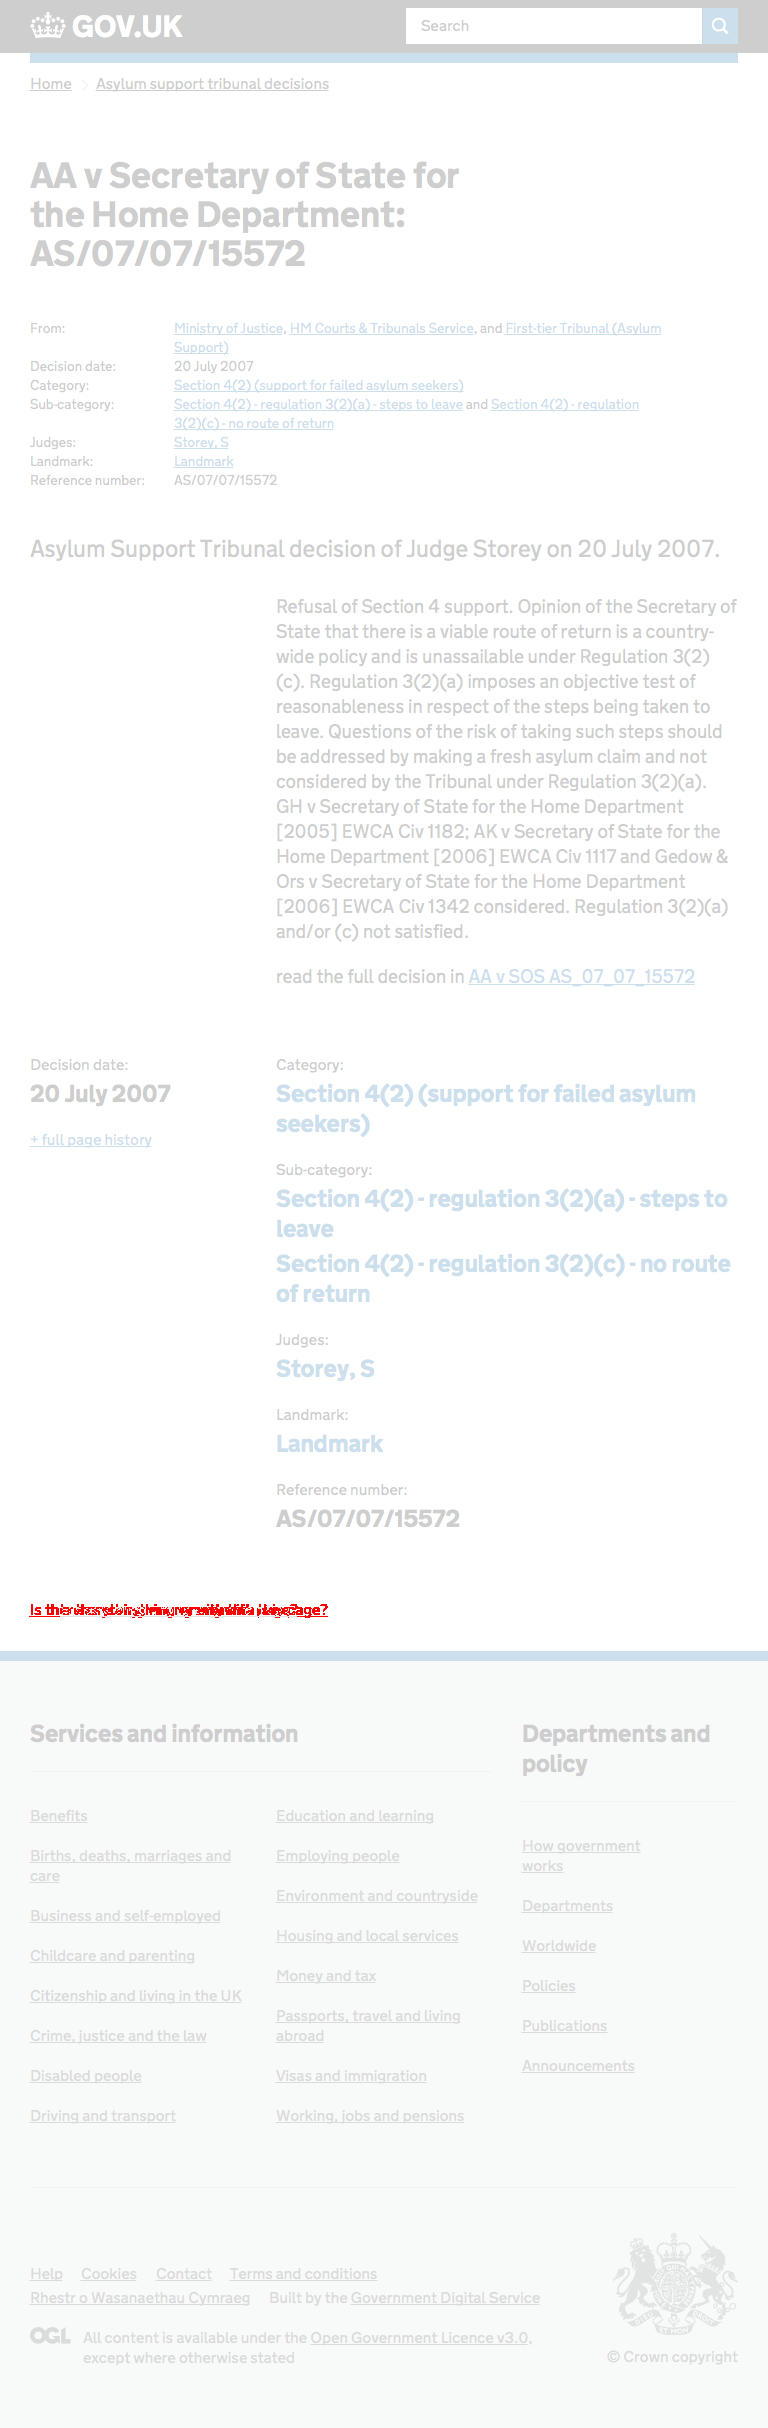 GOV.UK
Search
Home
Asylum support tribunal decisions
AA v Secretary of State for
the Home Department:
AS/07/07/15572
From:
Ministry of Justice, HM Courts & Tribunals Service, and First-tier Tribunal (Asylum
Support)
Decision date:
20 July 2007
Category:
Section 4(2) (support for failed asylum seekers)
Sub-category:
Section 4(2) - regulation 3(2)(a) - steps to leave and Section 4(2) - regulation
3(2)(c) - no route of return
Judges:
Storey, S
Landmark:
Landmark
Reference number:
AS/07/07/15572
Asylum Support Tribunal decision of Judge Storey on 20 July 2007.
Refusal of Section 4 support. Opinion of the Secretary of
State that there is a viable route of return is a country-
wide policy and is unassailable under Regulation 3(2)
(c). Regulation 3(2)(a) imposes an objective test of
reasonableness in respect of the steps being taken to
leave. Questions of the risk of taking such steps should
be addressed by making a fresh asylum claim and not
considered by the Tribunal under Regulation 3(2)(a).
GH v Secretary of State for the Home Department
[2005] EWCA Civ 1182; AK v Secretary of State for the
Home Department [2006] EWCA Civ 1117 and Gedow &
Ors v Secretary of State for the Home Department
[2006] EWCA Civ 1342 considered. Regulation 3(2)(a)
and/or (c) not satisfied.
read the full decision in AA v SOS AS_07_07_15572
Decision date:
20 July 2007
+ full page history
Category:
Section 4(2) (support for failed asylum
seekers)
Sub-category:
Section 4(2) - regulation 3(2)(a) - steps to
leave
Section 4(2) - regulation 3(2)(c) - no route
of return
Judges:
Storey, S
Landmark:
Landmark
Reference number:
AS/07/07/15572
Services and information
Benefits
Births, deaths, marriages and
care
Business and self-employed
Childcare and parenting
Citizenship and living in the UK
Crime, justice and the law
Disabled people
Driving and transport
Education and learning
Employing people
Environment and countryside
Housing and local services
Money and tax
Passports, travel and living
abroad
Visas and immigration
Working, jobs and pensions
Departments and
policy
How government
works
Departments
Worldwide
Policies
Publications
Announcements
Help
Cookies
Contact
Terms and conditions
Rhestr o Wasanaethau Cymraeg
Built by the Government Digital Service
OGL
All content is available under the Open Government Licence v3.0,
except where otherwise stated
© Crown copyright